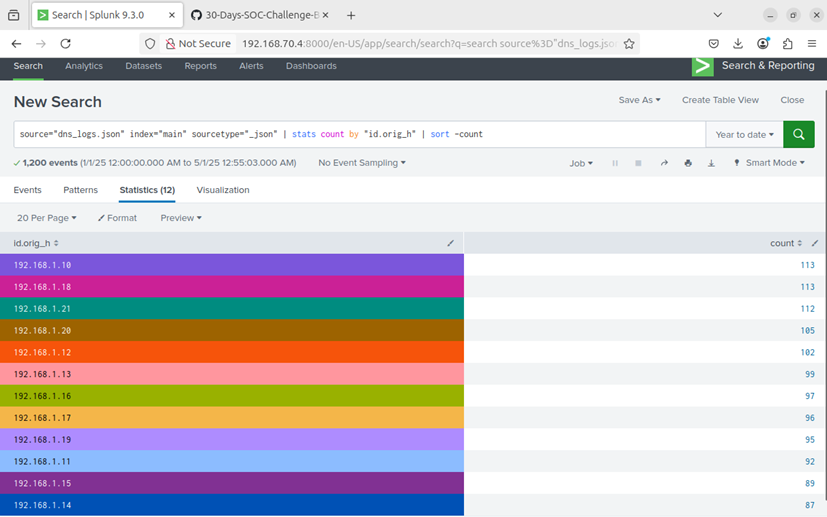 Search | Splunk 9.3.0
30-Days-SOC-Challenge-B
Not Secure 192.168.70.4:8000/en-US/app/search/search?q=search source%3D"dns_logs.json
Search Analytics Datasets Reports Alerts Dashboards Search & Reporting
New Search Save As Create Table View Close
source="dns_logs.json" index="main" sourcetype="_json" | stats count by "id.orig_h" | sort -count Year to date
1,200 events (1/1/25 12:00:00.000 AM to 5/1/25 12:55:03.000 AM) No Event Sampling Job Smart Mode
Events Patterns Statistics (12) Visualization
20 Per Page Format Preview
id.orig_h count
192.168.1.10 113
192.168.1.18 113
192.168.1.21 112
192.168.1.20 105
192.168.1.12 102
192.168.1.13 99
192.168.1.16 97
192.168.1.17 96
192.168.1.19 95
192.168.1.11 92
192.168.1.15 89
192.168.1.14 87